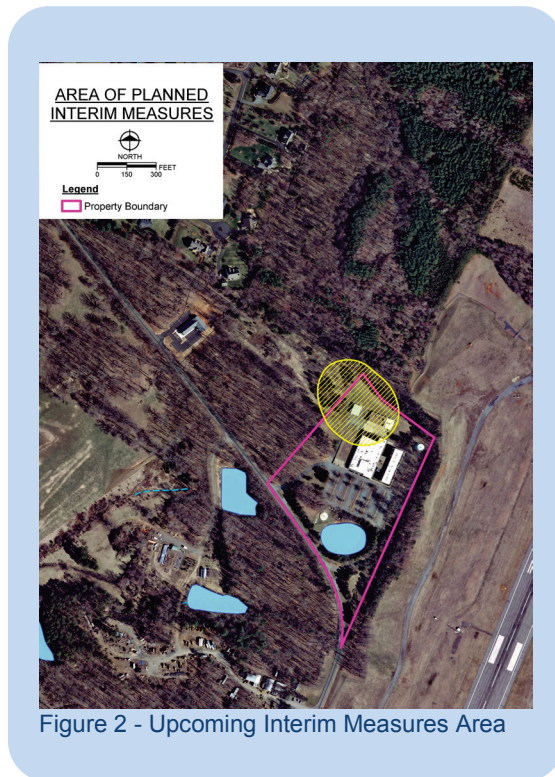 AREA OF PLANNED
INTERIM MEASURES
NORTH
0 150 300 FEET
Legend
Property Boundary
Figure 2 - Upcoming Interim Measures Area